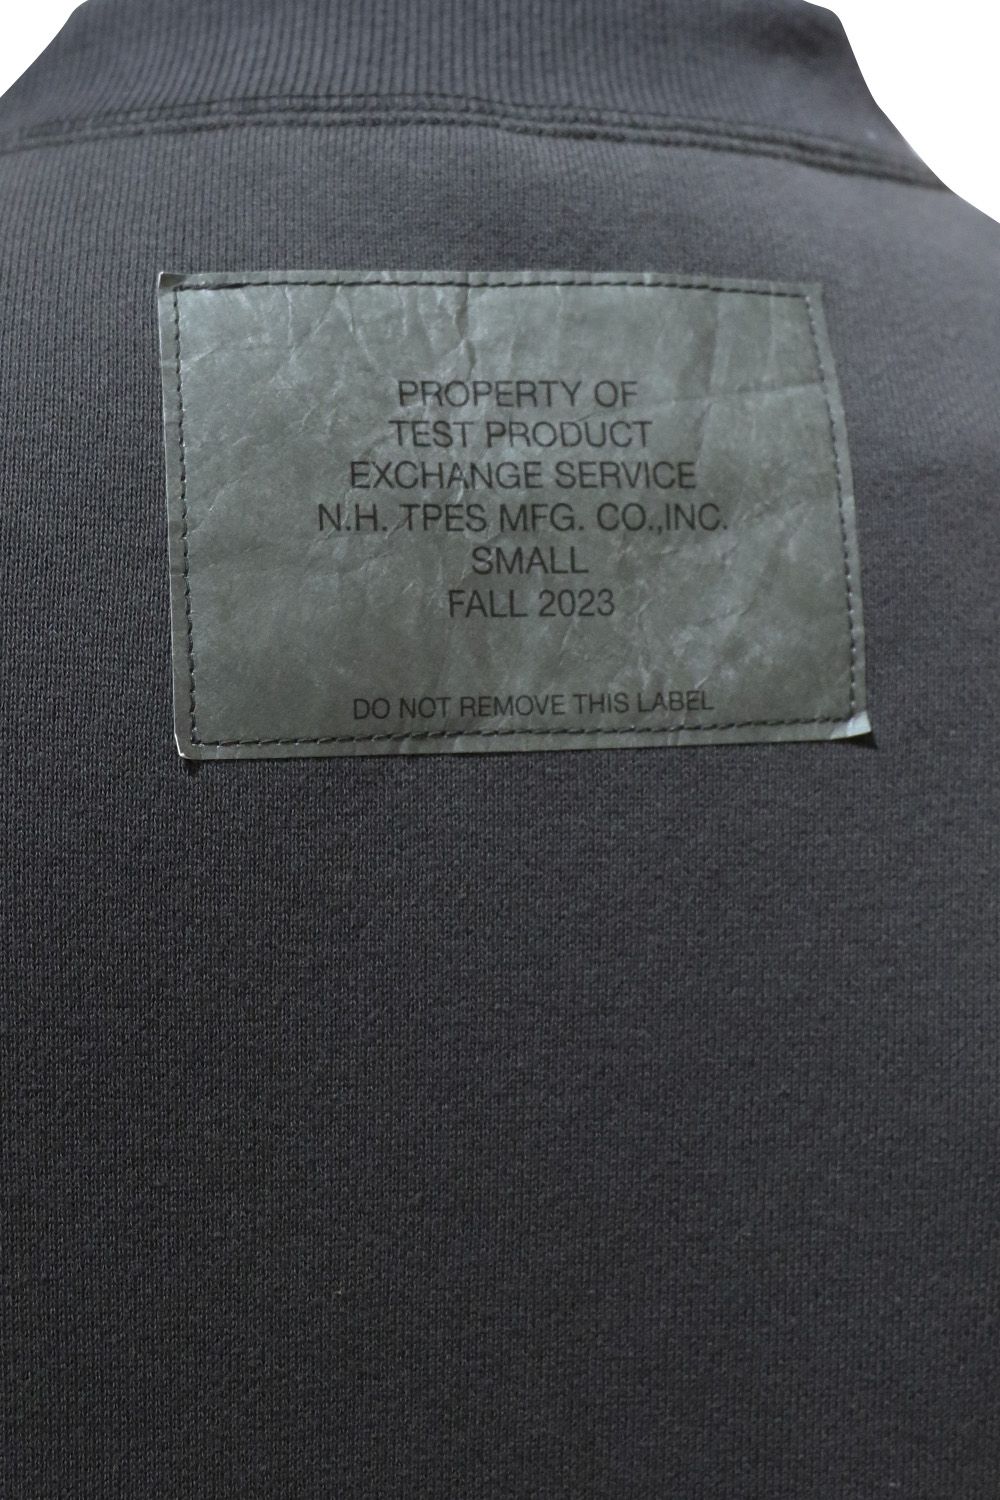 PROPERTY OF
TEST PRODUCT
EXCHANGE SERVICE
N.H. TPES MFG. CO.,INC.
SMALL
FALL 2023
DO NOT REMOVE THIS LABEL